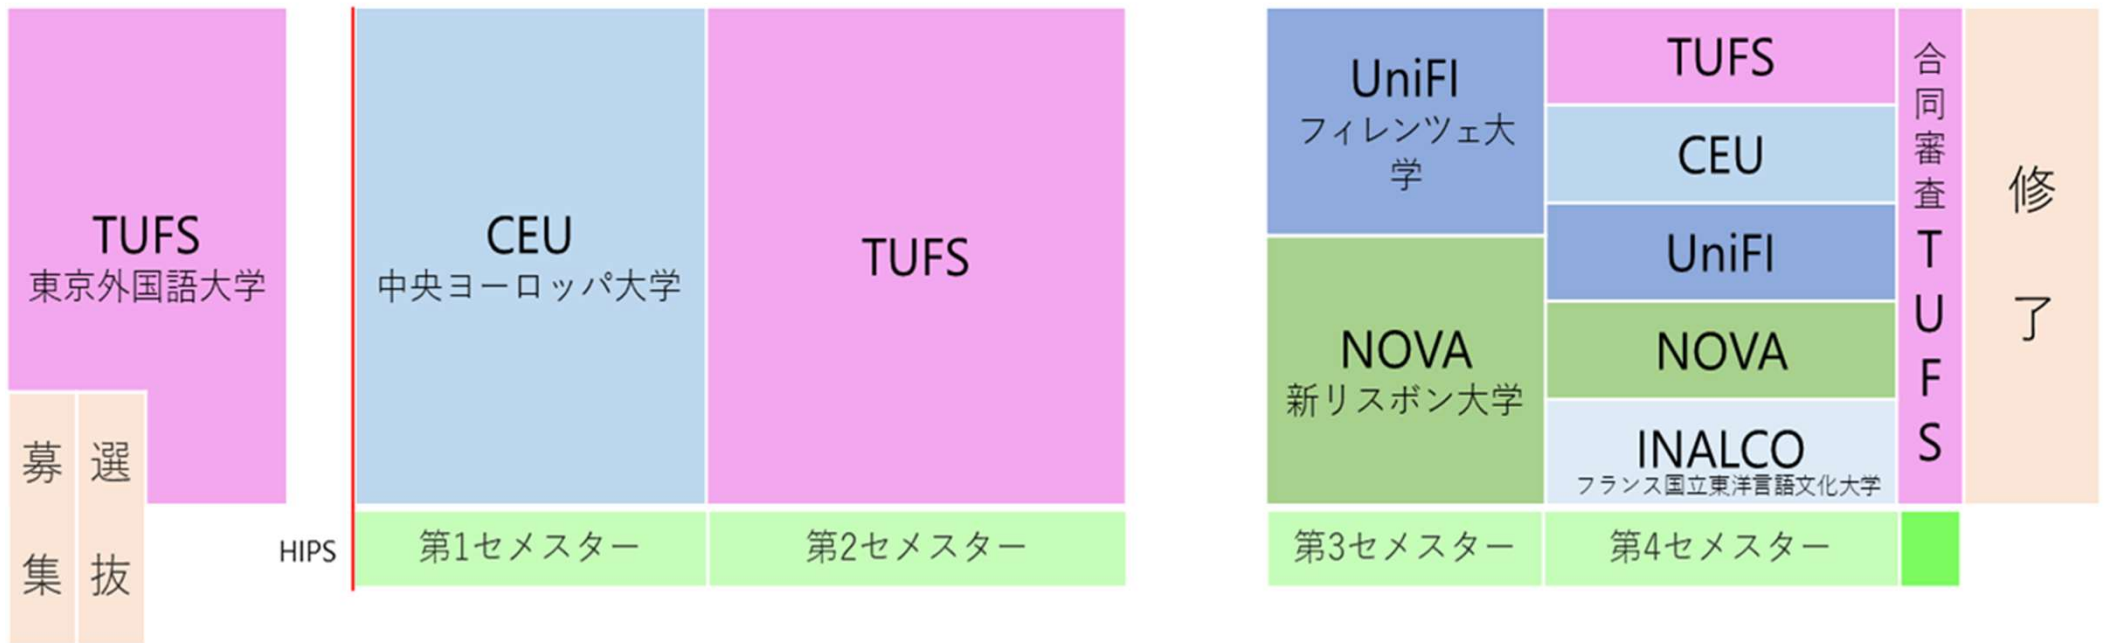 TUFS
東京外国語大学
募集
選抜
HIPS
CEU
中央ヨーロッパ大学
第1セメスター
TUFS
第2セメスター
UniFI
フィレンツェ大
学
NOVA
新リスボン大学
第3セメスター
TUFS
CEU
UniFI
NOVA
INALCO
フランス国立東洋言語文化大学
第4セメスター
合同審査TUFS
修了